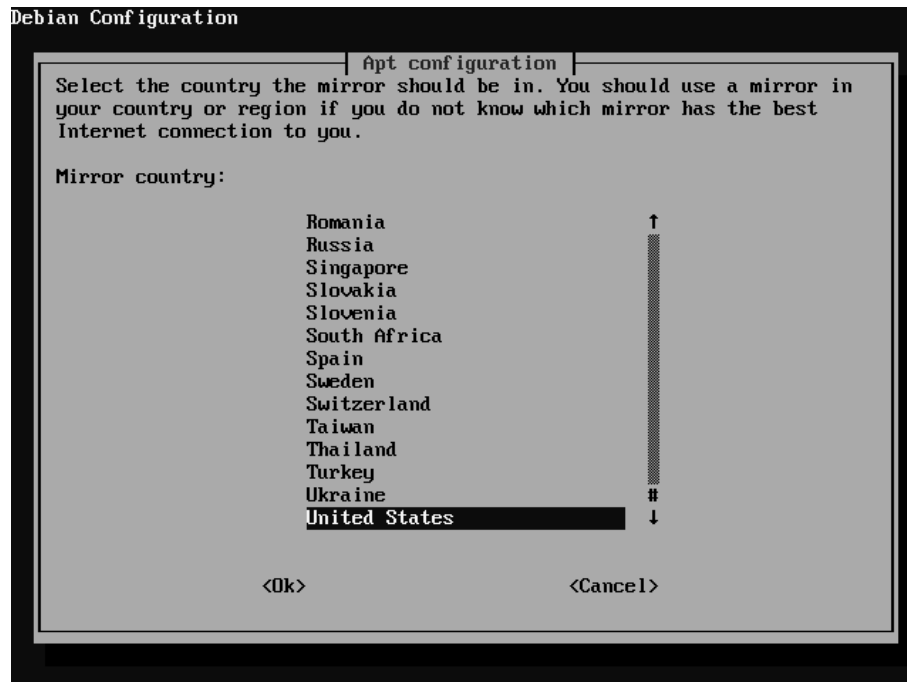 Debian Configuration
Apt configuration
Select the country the mirror should be in. You should use a mirror in
your country or region if you do not know which mirror has the best
Internet connection to you.
Mirror country:
Romania ↑
Russia
Singapore
Slovakia
Slovenia
South Africa
Spain
Sweden
Switzerland
Taiwan
Thailand
Turkey
Ukraine #
United States ↓
<Ok> <Cancel>